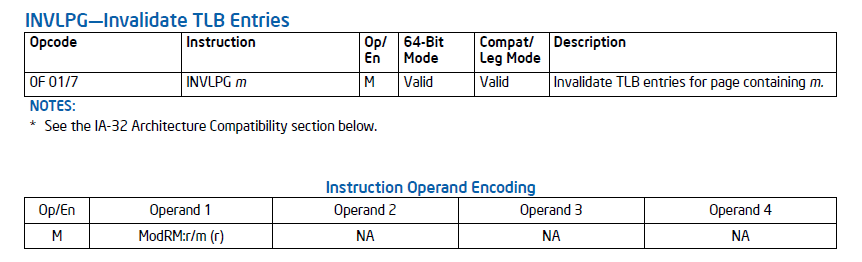 INVLPG—Invalidate TLB Entries
Opcode Instruction Op/ 64-Bit Compat/ Description
En Mode Leg Mode
0F 01/7 INVLPG m M Valid Valid Invalidate TLB entries for page containing m.
NOTES:
* See the IA-32 Architecture Compatibility section below.
Instruction Operand Encoding
Op/En Operand 1 Operand 2 Operand 3 Operand 4
M ModRM:r/m (r) NA NA NA